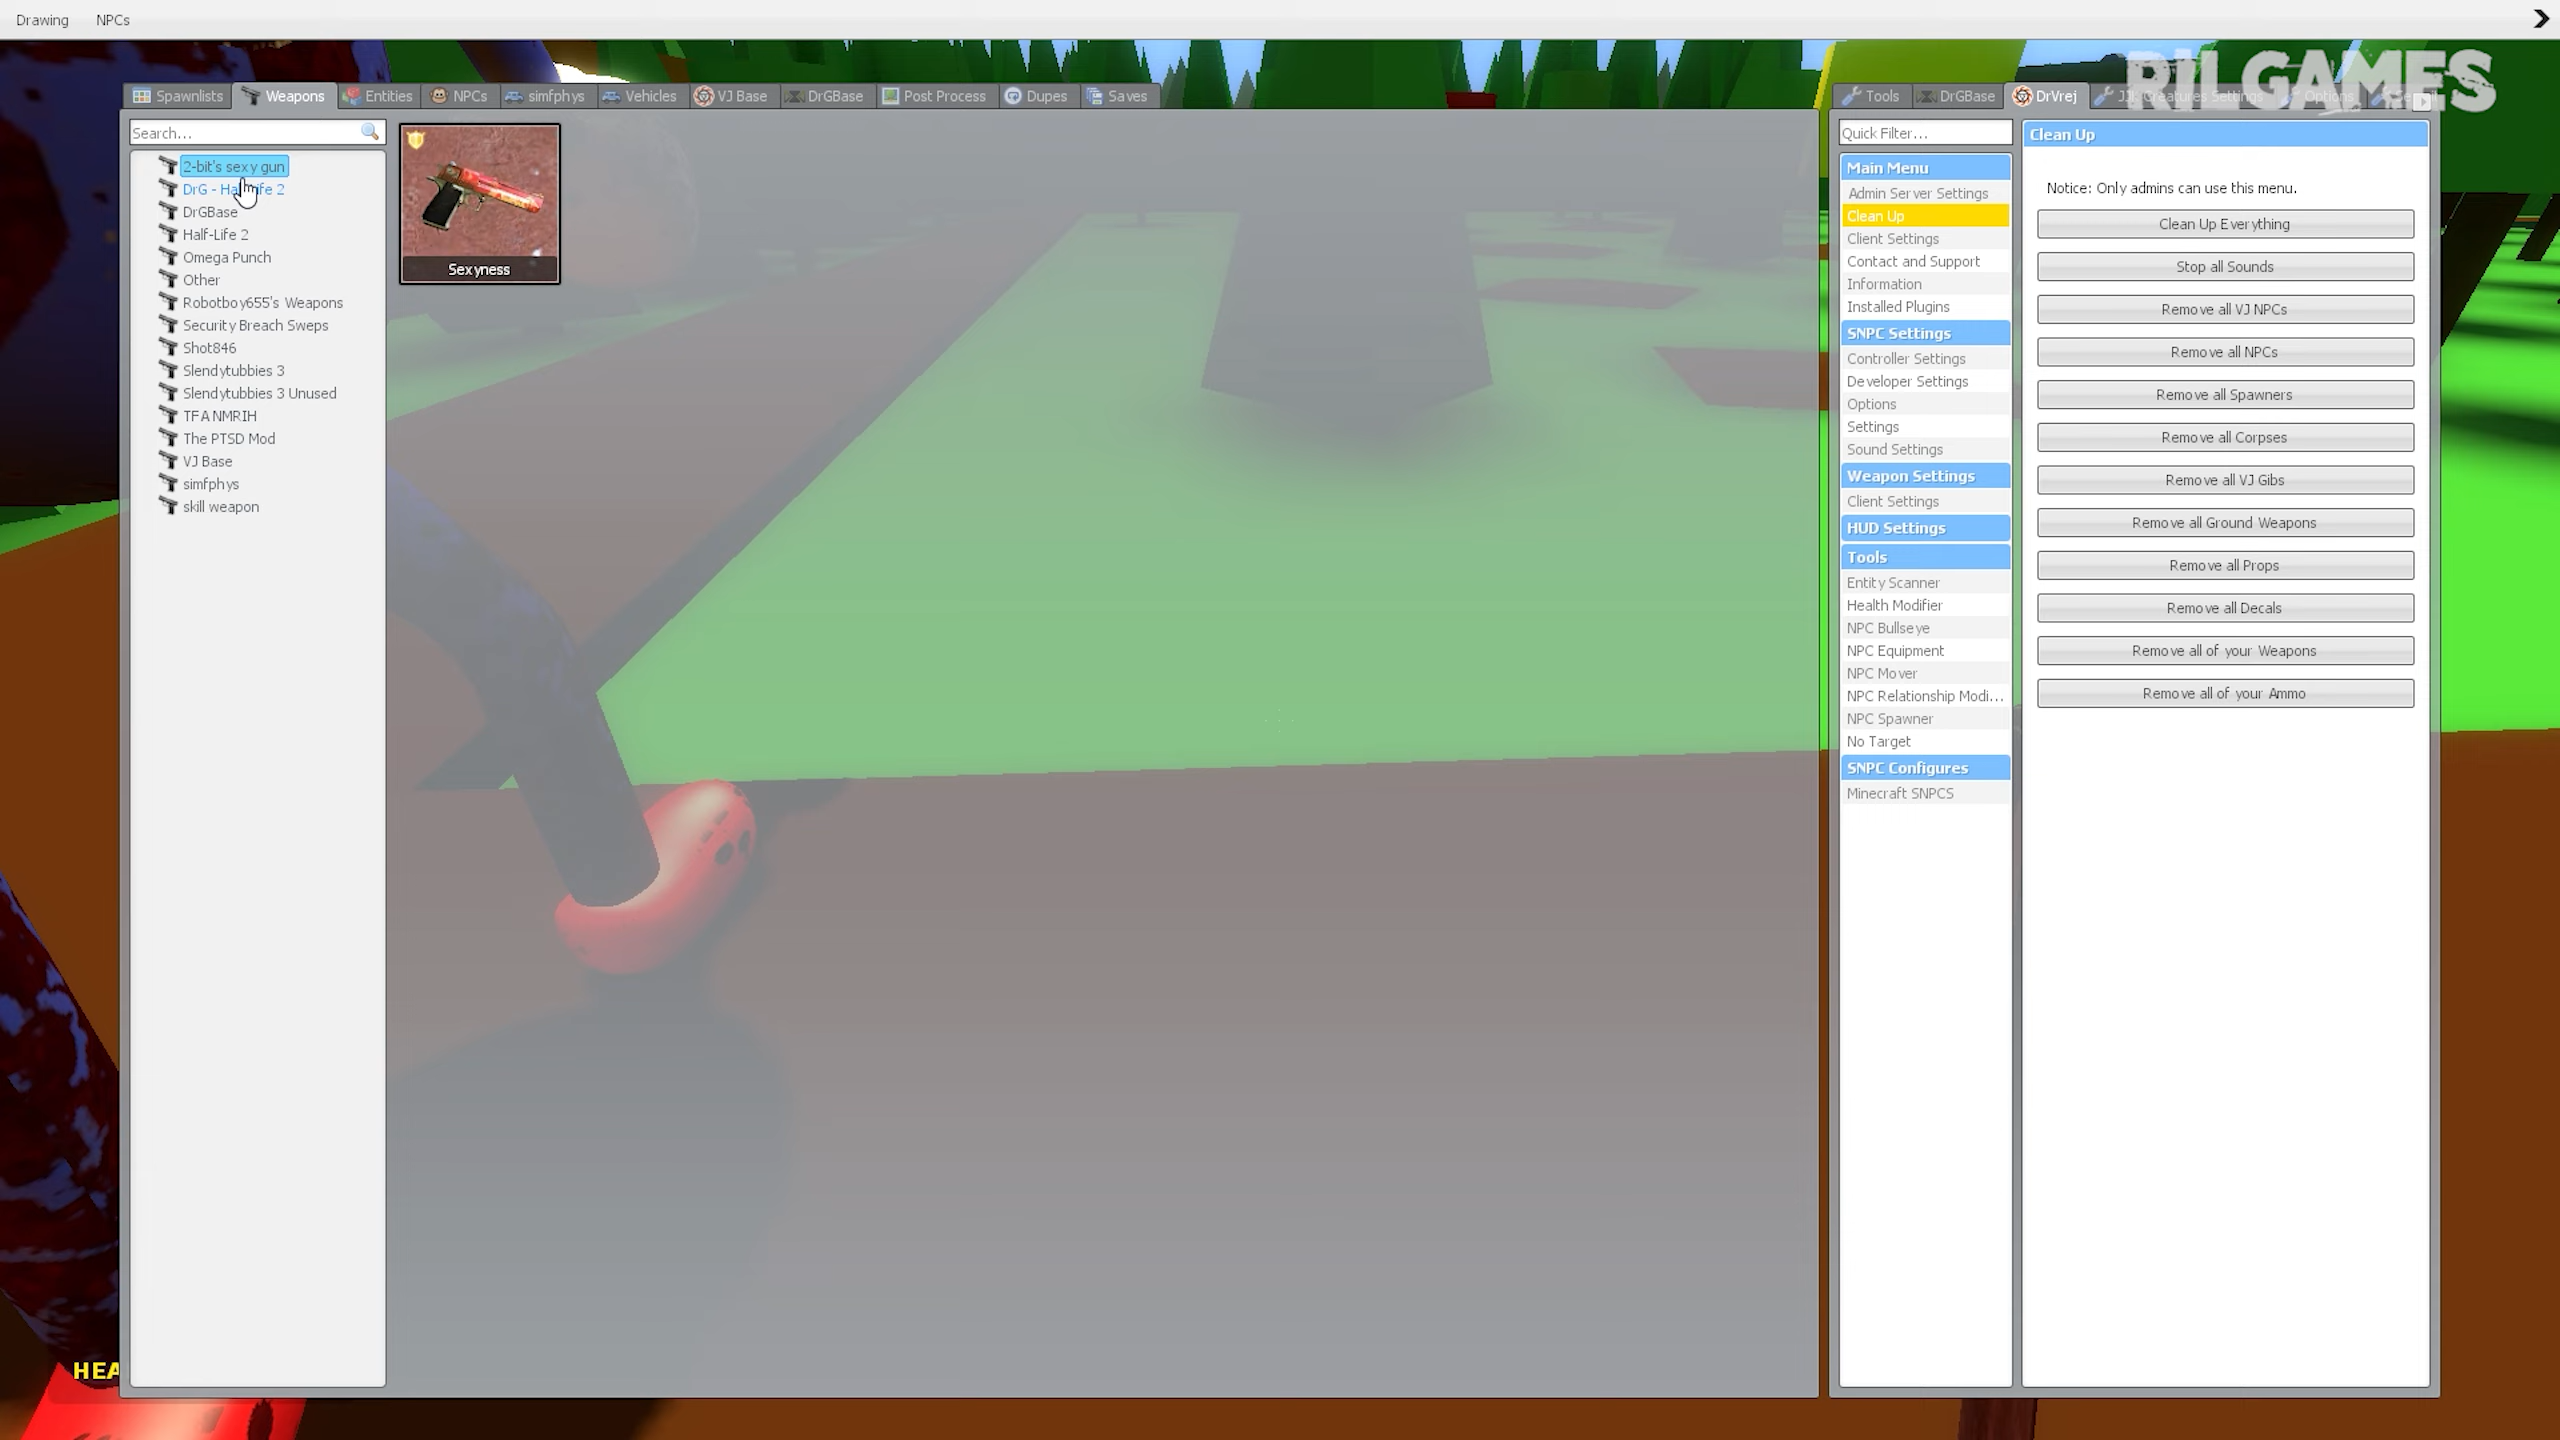 Drawing NPCs
RILGAMES
Spawnlists Weapons Entities NPCs simfphys Vehicles VJ Base DrGBase Post Process Dupes Saves
Search...
2-bit's sexy gun
DrG - Half-Life 2
DrGBase
Half-Life 2
Omega Punch
Other
Robotboy655's Weapons
Security Breach Sweps
Shot846
Slendytubbies 3
Slendytubbies 3 Unused
TFA NMRIH
The PTSD Mod
VJ Base
simfphys
skill weapon
Sexyness
HEA
Tools DrGBase DrVrej Creatures Settings Options
Quick Filter...
Main Menu
Admin Server Settings
Clean Up
Client Settings
Contact and Support
Information
Installed Plugins
SNPC Settings
Controller Settings
Developer Settings
Options
Settings
Sound Settings
Weapon Settings
Client Settings
HUD Settings
Tools
Entity Scanner
Health Modifier
NPC Bullseye
NPC Equipment
NPC Mover
NPC Relationship Modi...
NPC Spawner
No Target
SNPC Configures
Minecraft SNPCS
Clean Up
Notice: Only admins can use this menu.
Clean Up Everything
Stop all Sounds
Remove all VJ NPCs
Remove all NPCs
Remove all Spawners
Remove all Corpses
Remove all VJ Gibs
Remove all Ground Weapons
Remove all Props
Remove all Decals
Remove all of your Weapons
Remove all of your Ammo